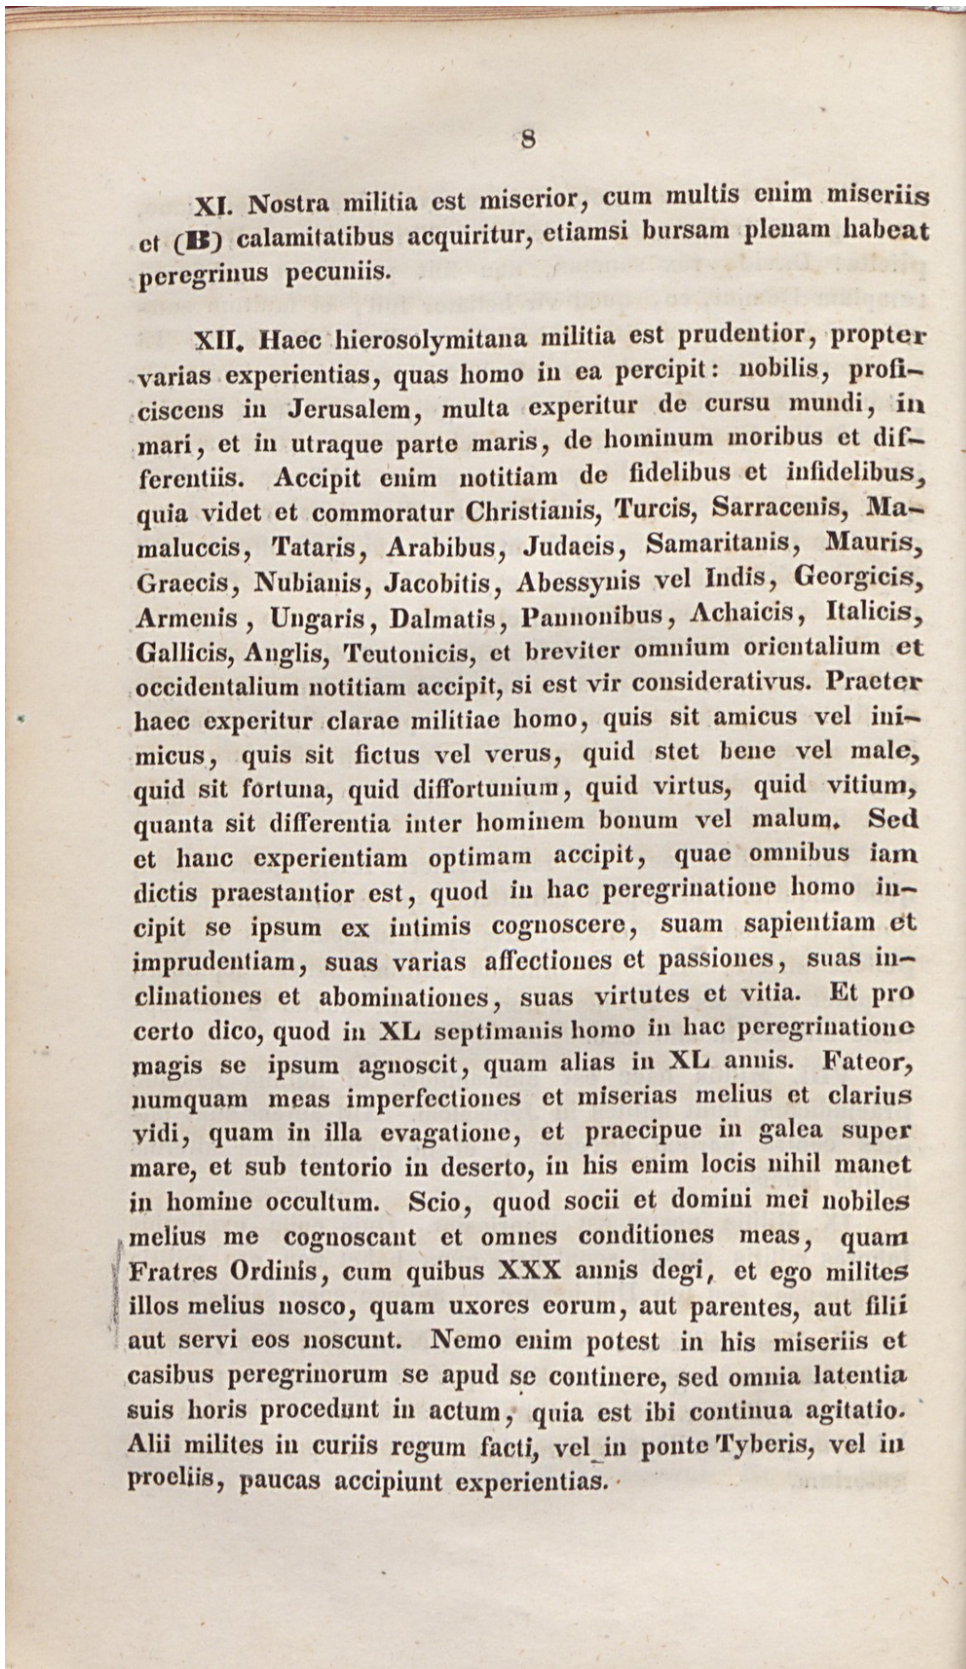 8
XI. Nostra militia est miserior, cum multis enim miseriis
et (B) calamitatibus acquiritur, etiamsi bursam plenam habeat
peregrinus pecuniis.
XII. Haec hierosolymitana militia est prudentior, propter
varias experientias, quas homo in ea percipit: nobilis, profi-
ciscens in Jerusalem, multa experitur de cursu mundi, in
mari, et in utraque parte maris, de hominum moribus et dif-
ferentiis. Accipit enim notitiam de fidelibus et infidelibus,
quia videt et commoratur Christianis, Turcis, Sarracenis, Ma-
maluccis, Tataris, Arabibus, Judaeis, Samaritanis, Mauris,
Graecis, Nubianis, Jacobitis, Abessynis vel Indis, Georgicis,
Armenis, Ungaris, Dalmatis, Pannonibus, Achaicis, Italicis,
Gallicis, Anglis, Teutonicis, et breviter omnium orientalium et
occidentalium notitiam accipit, si est vir considerativus. Praeter
haec experitur clarae militiae homo, quis sit amicus vel ini-
micus, quis sit fictus vel verus, quid stet bene vel male,
quid sit fortuna, quid diffortunium, quid virtus, quid vitium,
quanta sit differentia inter hominem bonum vel malum. Sed
et hanc experientiam optimam accipit, quae omnibus iam
dictis praestantior est, quod in hac peregrinatione homo in-
cipit se ipsum ex intimis cognoscere, suam sapientiam et
imprudentiam, suas varias affectiones et passiones, suas in-
clinationes et abominationes, suas virtutes et vitia. Et pro
certo dico, quod in XL septimanis homo in hac peregrinatione
magis se ipsum agnoscit, quam alias in XL annis. Fateor,
numquam meas imperfectiones et miserias melius et clarius
vidi, quam in illa evagatione, et praecipue in galea super
mare, et sub tentorio in deserto, in his enim locis nihil manet
in homine occultum. Scio, quod socii et domini mei nobiles
melius me cognoscant et omnes conditiones meas, quam
Fratres Ordinis, cum quibus XXX annis degi, et ego milites
illos melius nosco, quam uxores eorum, aut parentes, aut filii
aut servi eos noscunt. Nemo enim potest in his miseriis et
casibus peregrinorum se apud se continere, sed omnia latentia
suis horis procedunt in actum, quia est ibi continua agitatio.
Alii milites in curiis regum facti, vel in ponte Tyberis, vel in
proeliis, paucas accipiunt experientias.